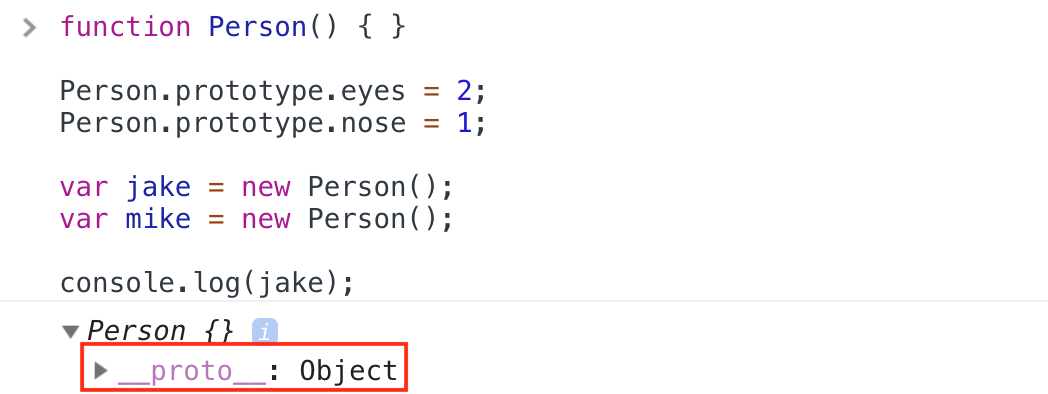 function Person() { }
Person.prototype.eyes = 2;
Person.prototype.nose = 1;
var jake = new Person();
var mike = new Person();
console.log(jake);
Person {} i
__proto__: Object